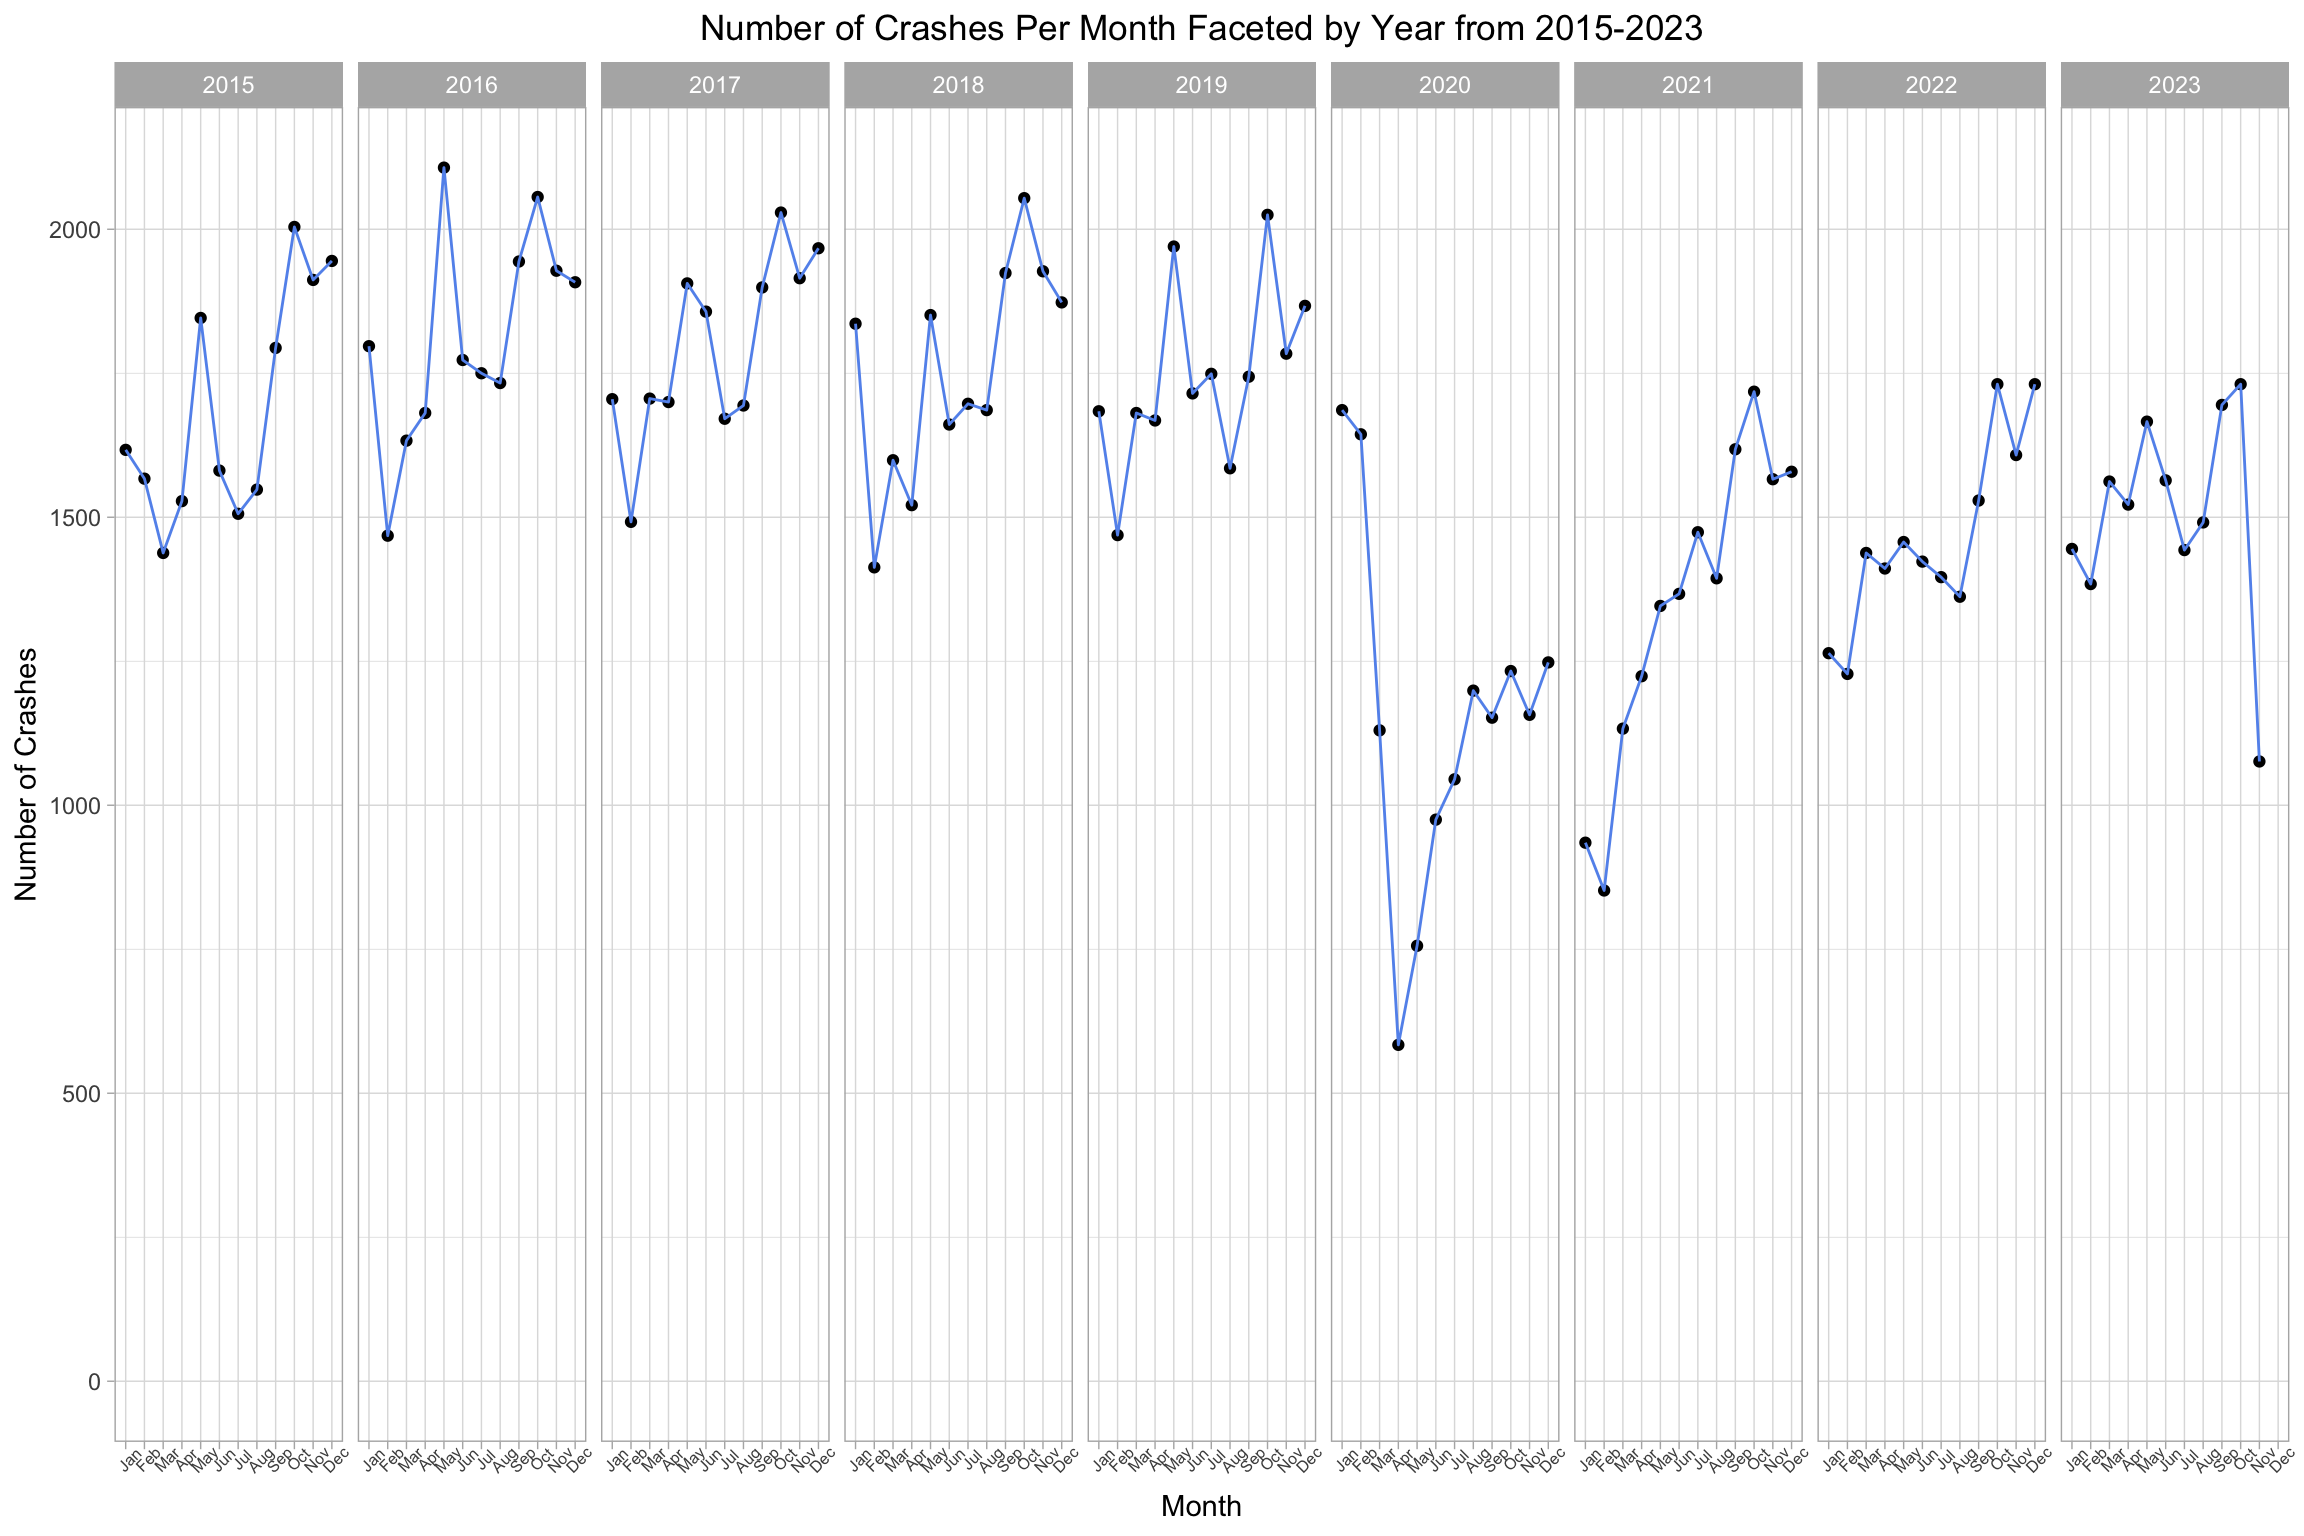 Number of Crashes Per Month Faceted by Year from 2015-2023
2015 2016 2017 2018 2019 2020 2021 2022 2023
2000
1500
1000
500
0
Number of Crashes
Jan Feb Mar Apr May Jun Jul Aug Sep Oct Nov Dec Jan Feb Mar Apr May Jun Jul Aug Sep Oct Nov Dec Jan Feb Mar Apr May Jun Jul Aug Sep Oct Nov Dec Jan Feb Mar Apr May Jun Jul Aug Sep Oct Nov Dec Jan Feb Mar Apr May Jun Jul Aug Sep Oct Nov Dec Jan Feb Mar Apr May Jun Jul Aug Sep Oct Nov Dec Jan Feb Mar Apr May Jun Jul Aug Sep Oct Nov Dec Jan Feb Mar Apr May Jun Jul Aug Sep Oct Nov Dec Jan Feb Mar Apr May Jun Jul Aug Sep Oct Nov Dec
Month